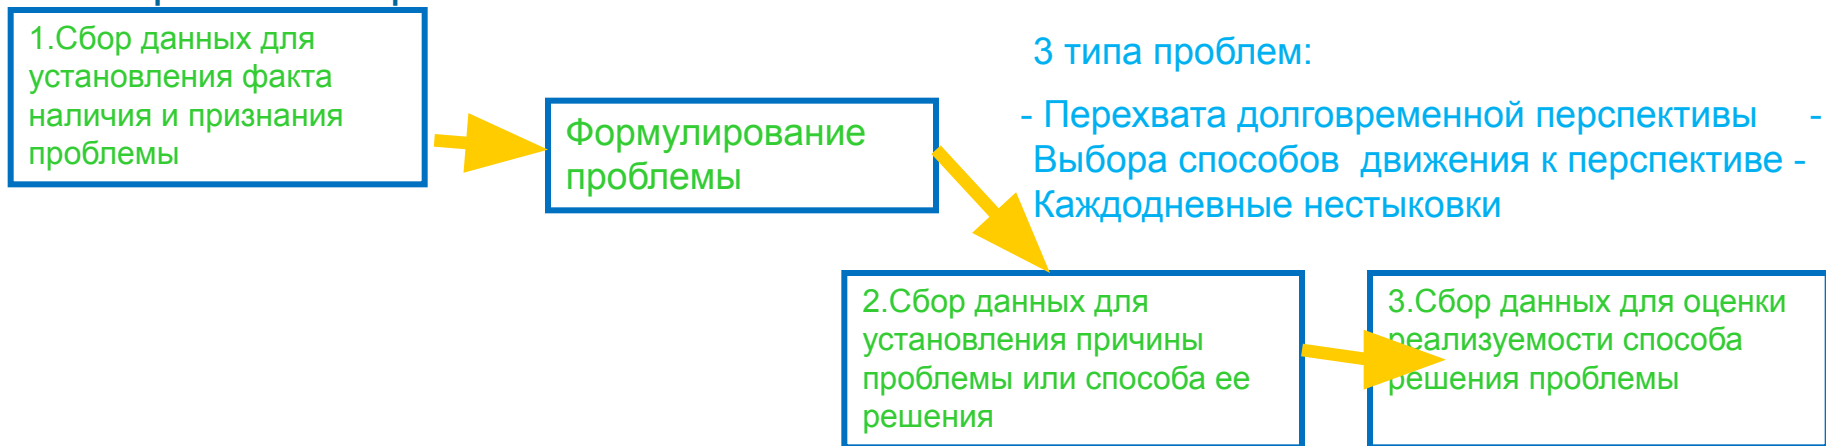 1.Сбор данных для
установления факта
наличия и признания
проблемы
Формулирование
проблемы
3 типа проблем:
- Перехвата долговременной перспективы -
Выбора способов движения к перспективе -
Каждодневные нестыковки
2.Сбор данных для
установления причины
проблемы или способа ее
решения
3.Сбор данных для оценки
реализуемости способа
решения проблемы